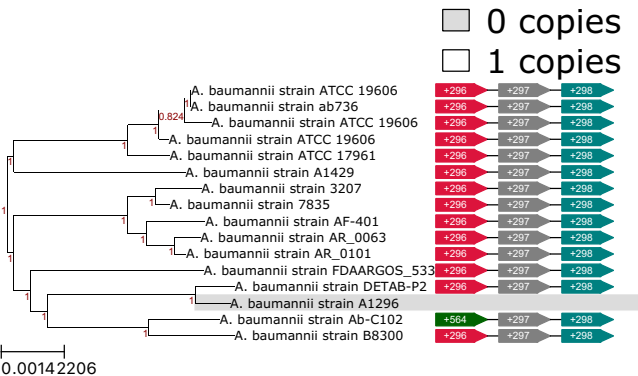 0 copies
1 copies
A. baumannii strain ATCC 19606 +296 +297 +298
1 A. baumannii strain ab736 +296 +297 +298
0.824 A. baumannii strain ATCC 19606 +296 +297 +298
1 A. baumannii strain ATCC 19606 +296 +297 +298
1 A. baumannii strain ATCC 17961 +296 +297 +298
1 A. baumannii strain A1429 +296 +297 +298
A. baumannii strain 3207 +296 +297 +298
1 A. baumannii strain 7835 +296 +297 +298
1 A. baumannii strain AF-401 +296 +297 +298
1 A. baumannii strain AR_0063 +296 +297 +298
1 1 A. baumannii strain AR_0101 +296 +297 +298
1 A. baumannii strain FDAARGOS_533 +296 +297 +298
A. baumannii strain DETAB-P2 +296 +297 +298
1 1 A. baumannii strain A1296
1 A. baumannii strain Ab-C102 +564 +297 +298
1 A. baumannii strain B8300 +296 +297 +298
0.00142206